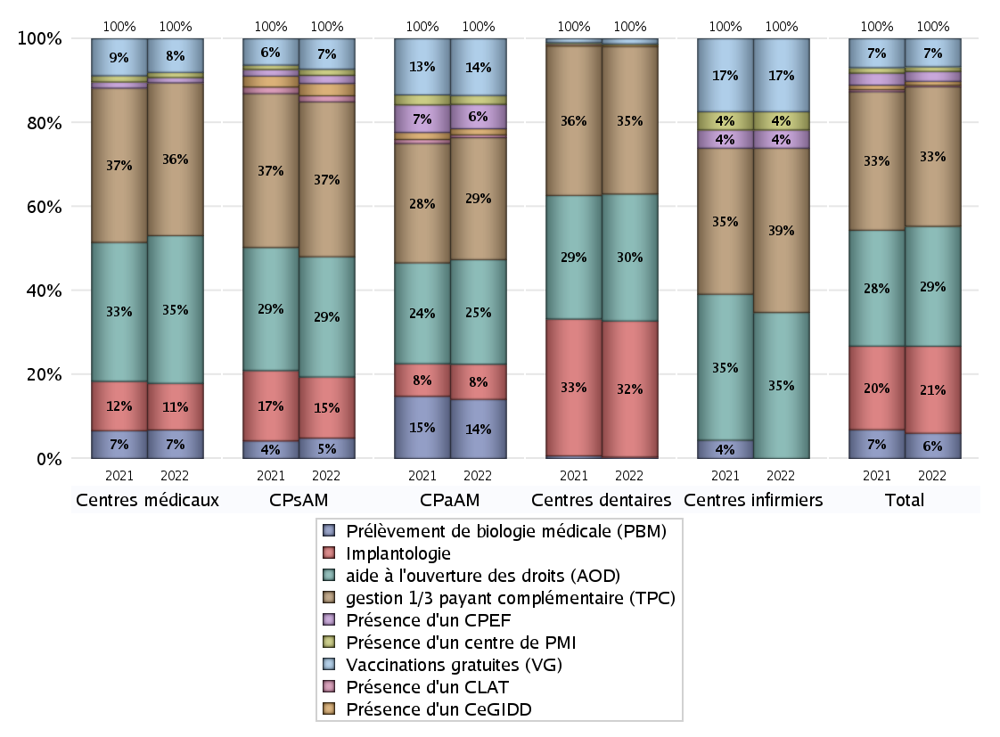 100% 100% 100% 100% 100% 100% 100% 100% 100% 100% 100% 100%
100%
9% 8% 6% 7% 13% 14% 17% 17% 7% 7%
80%
7% 6% 4% 4%
4% 4%
37% 36% 37% 37% 28% 29% 36% 35% 35% 39% 33% 33%
60%
33% 35% 29% 29% 24% 25% 29% 30% 35% 35% 28% 29%
40%
20%
12% 11% 17% 15% 8% 8% 33% 32% 20% 21%
7% 7% 4% 5% 15% 14% 4% 7% 6%
0%
2021 2022 2021 2022 2021 2022 2021 2022 2021 2022 2021 2022
Centres médicaux CPsAM CPaAM Centres dentaires Centres infirmiers Total
Prélèvement de biologie médicale (PBM)
Implantologie
aide à l'ouverture des droits (AOD)
gestion 1/3 payant complémentaire (TPC)
Présence d'un CPEF
Présence d'un centre de PMI
Vaccinations gratuites (VG)
Présence d'un CLAT
Présence d'un CeGIDD